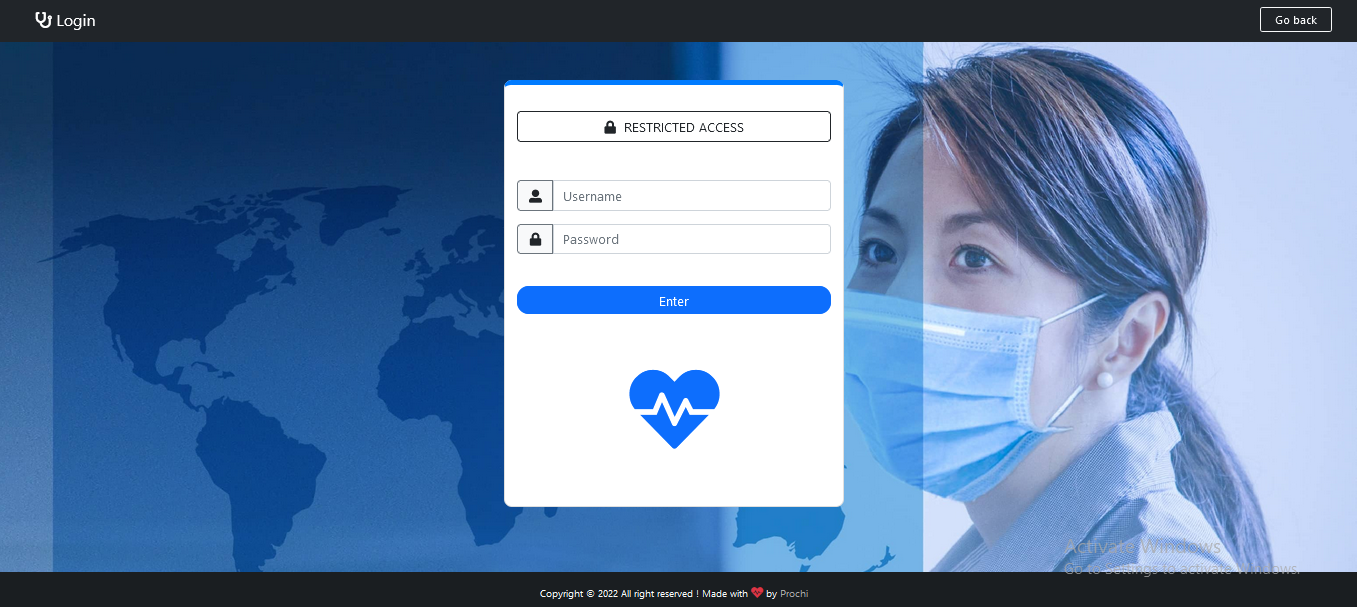 Login
Go back
RESTRICTED ACCESS
Username
Password
Enter
Activate Windows
Go to Settings to activate Windows.
Copyright © 2022 All right reserved ! Made with ❤ by Prochi